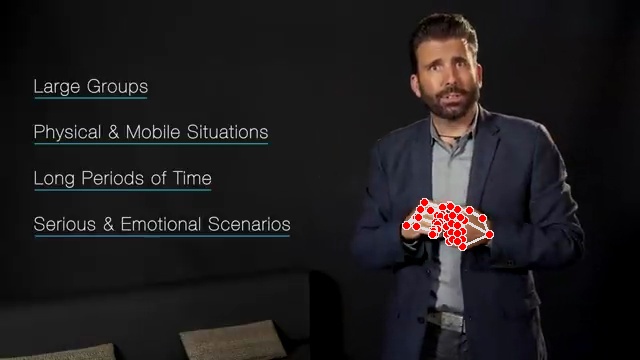 Large Groups
Physical & Mobile Situations
Long Periods of Time
Serious & Emotional Scenarios